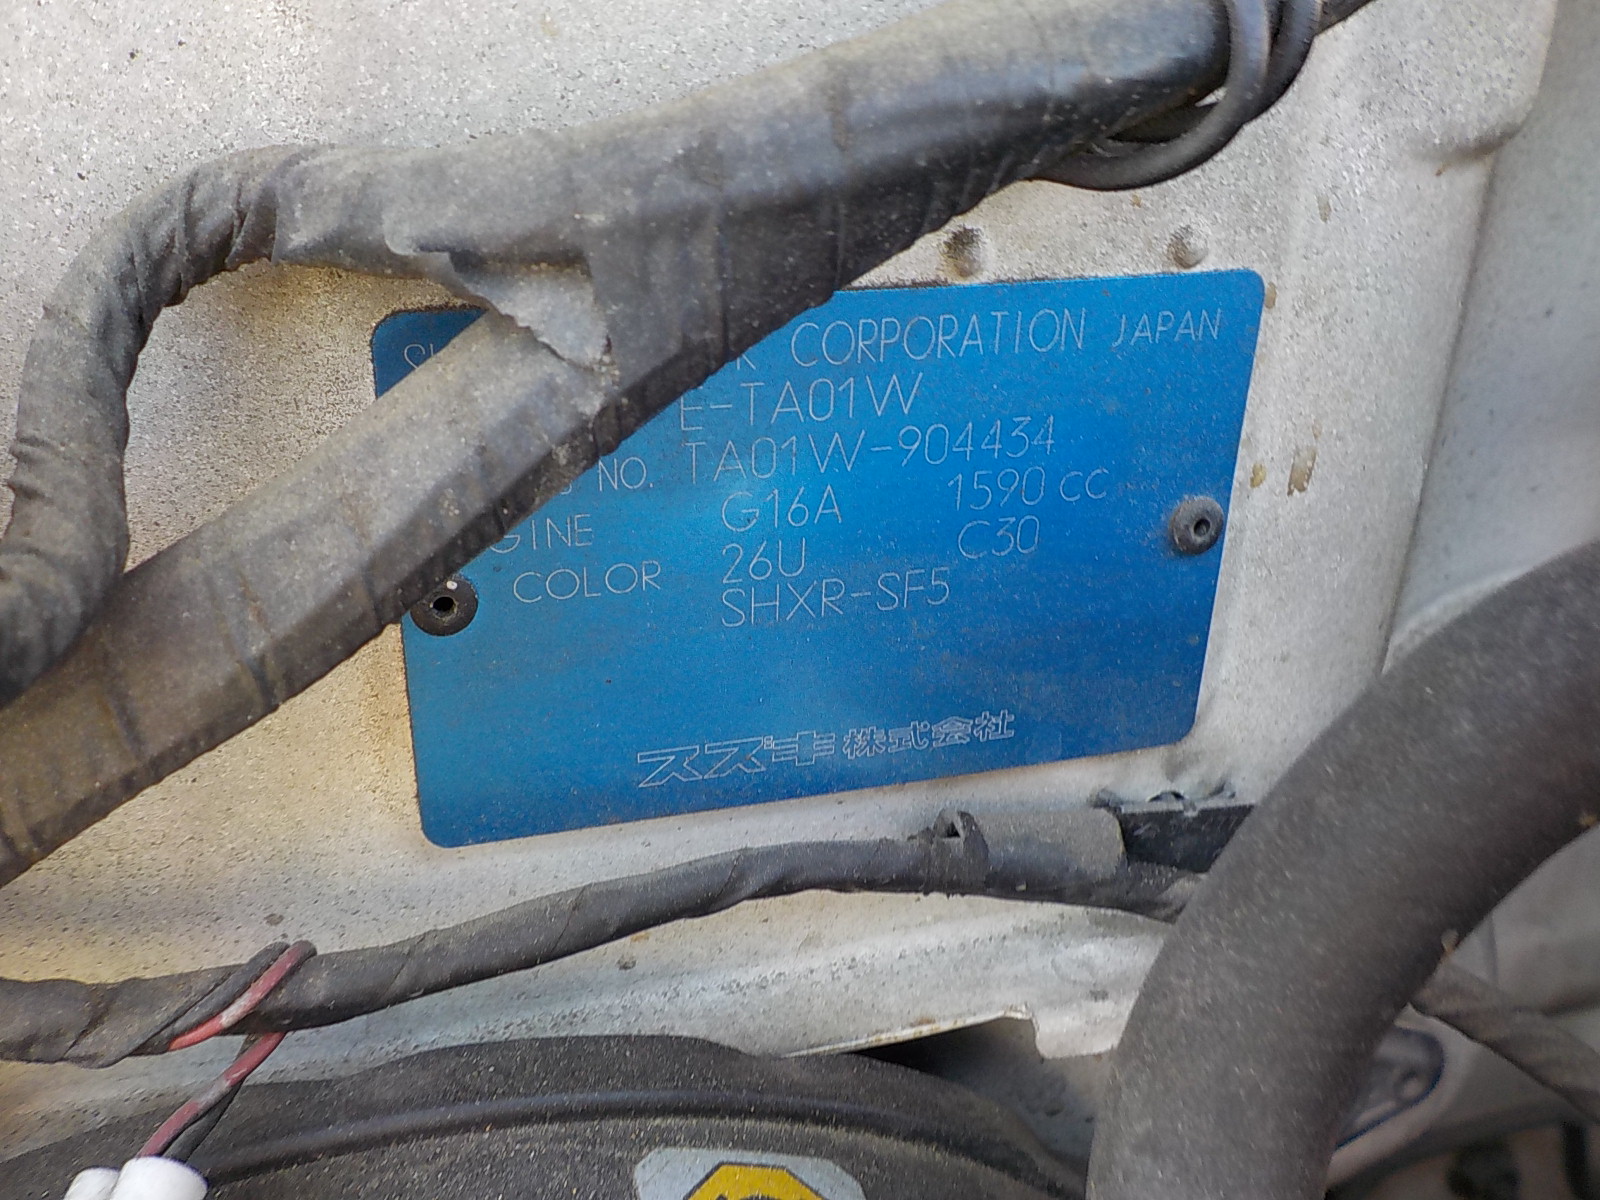 CORPORATION JAPAN
E-TA01W
NO. TA01W-904434
GINE G16A 1590 CC
COLOR 26U C30
SHXR-SF5
スズキ株式会社